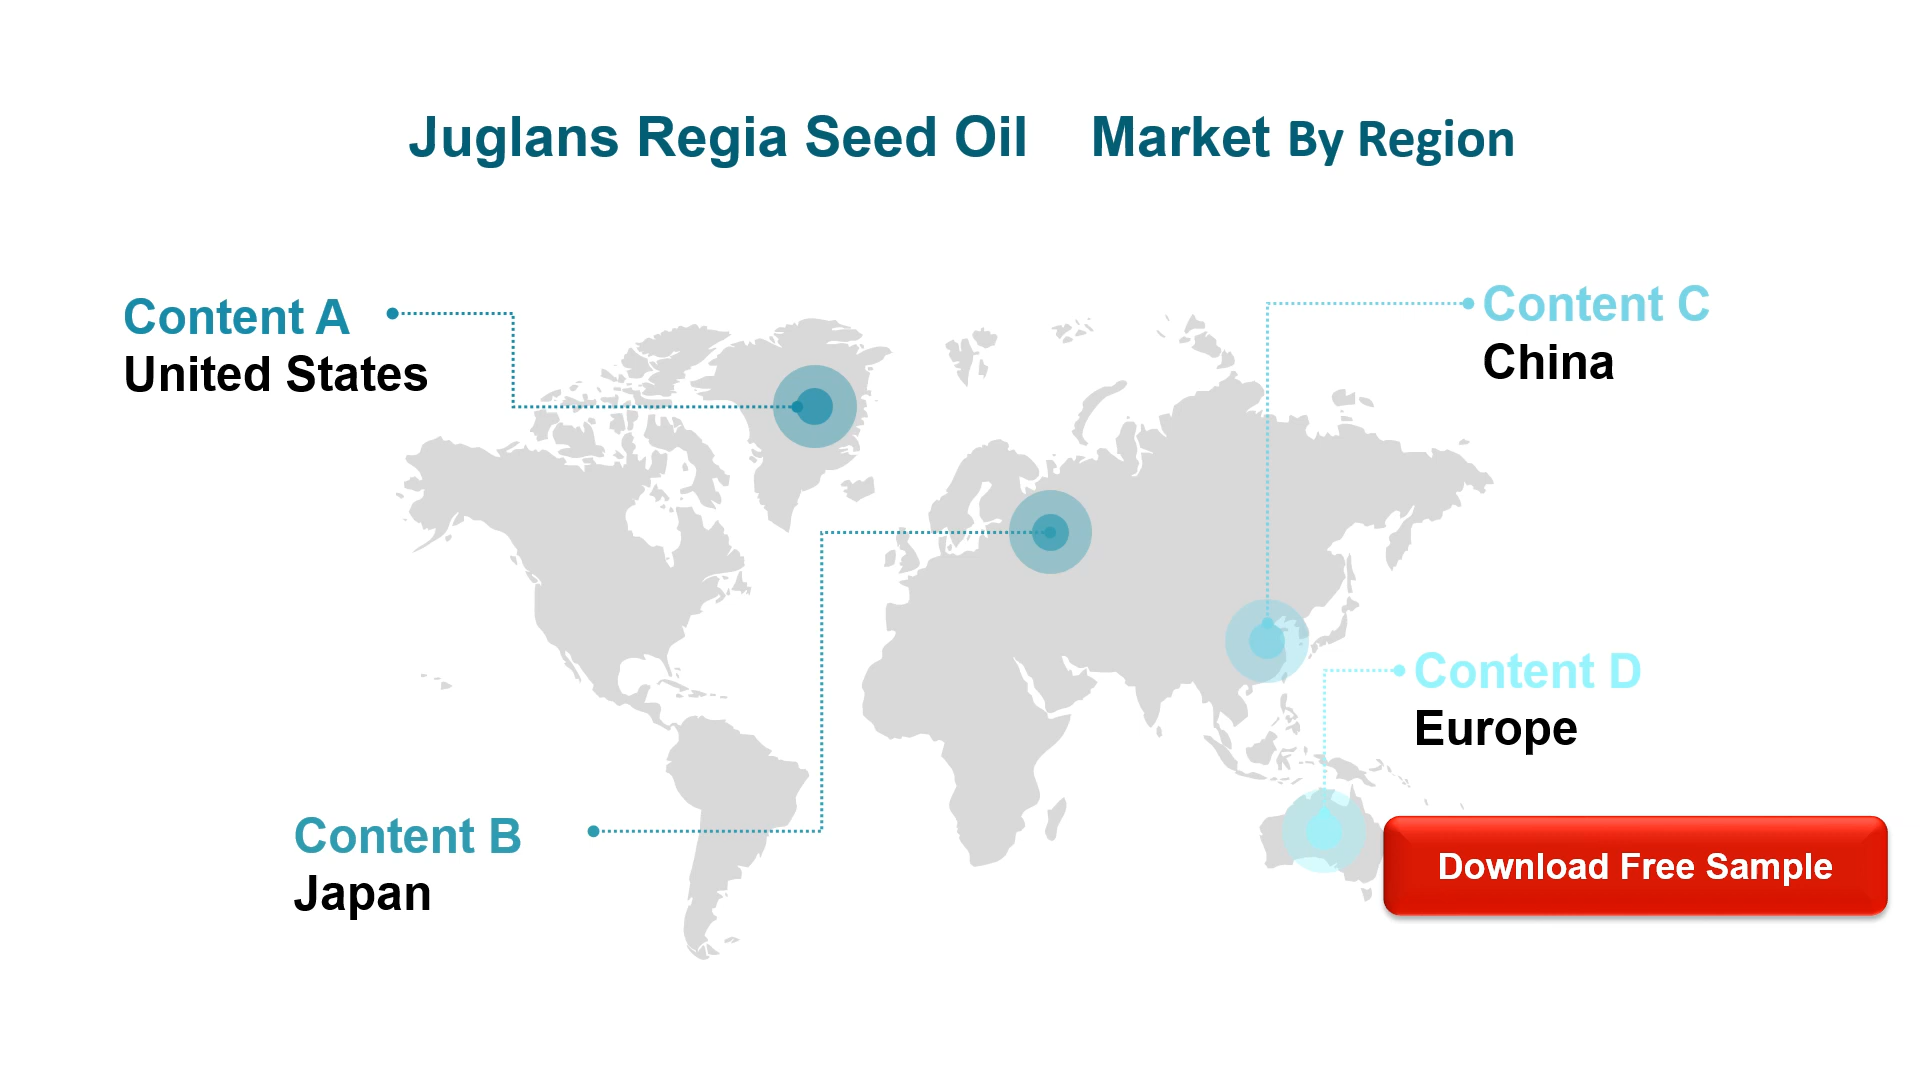 Juglans Regia Seed Oil Market By Region
Content A
United States
Content C
China
Content D
Europe
Content B
Japan
Download Free Sample